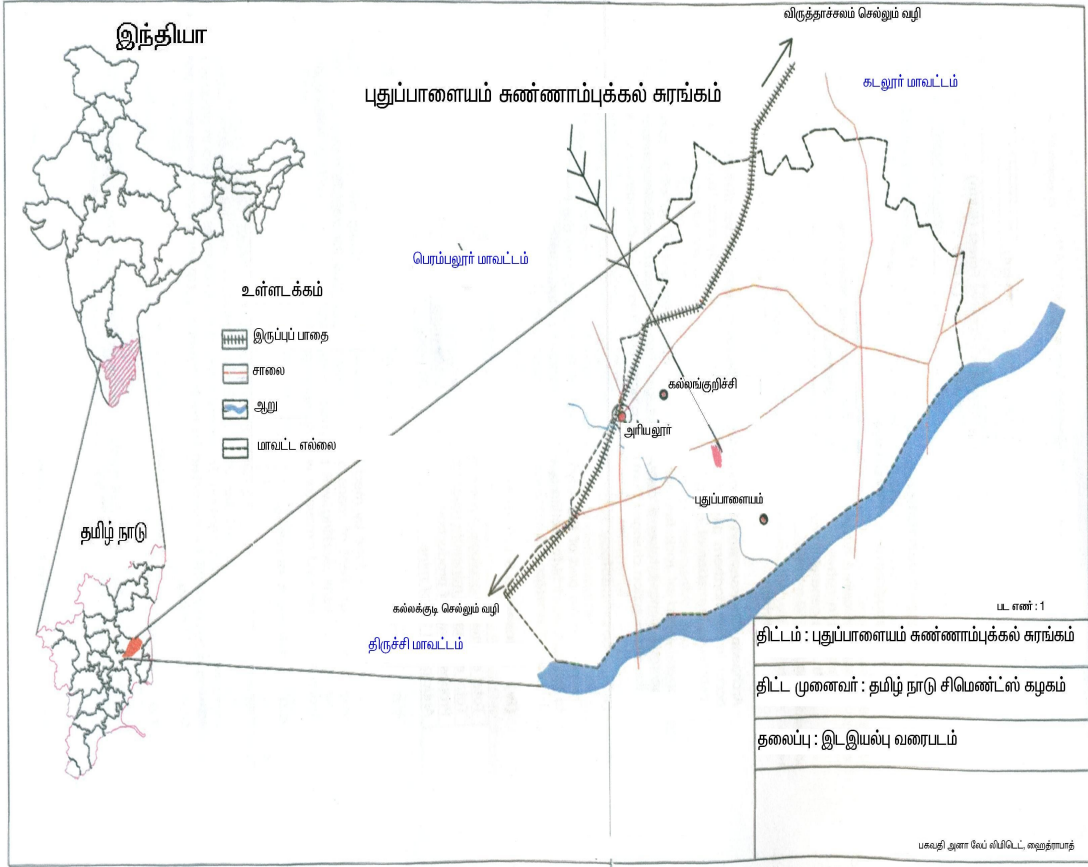 விருத்தாச்சலம் செல்லும் வழி
இந்தியா
கடலூர் மாவட்டம்
புதுப்பாளையம் சுண்ணாம்புக்கல் சுரங்கம்
பெரம்பலூர் மாவட்டம்
உள்ளடக்கம்
இருப்புப் பாதை
சாலை
ஆறு
மாவட்ட எல்லை
கல்லங்குறிச்சி
அரியலூர்
புதுப்பாளையம்
தமிழ் நாடு
கல்லக்குடி செல்லும் வழி
திருச்சி மாவட்டம்
பட எண் : 1
திட்டம் : புதுப்பாளையம் சுண்ணாம்புக்கல் சுரங்கம்
திட்ட முனைவர் : தமிழ் நாடு சிமெண்ட்ஸ் கழகம்
தலைப்பு : இடஇயல்பு வரைபடம்
பகவதி அனா லேப் லிமிடெட், ஹைத்ராபாத்